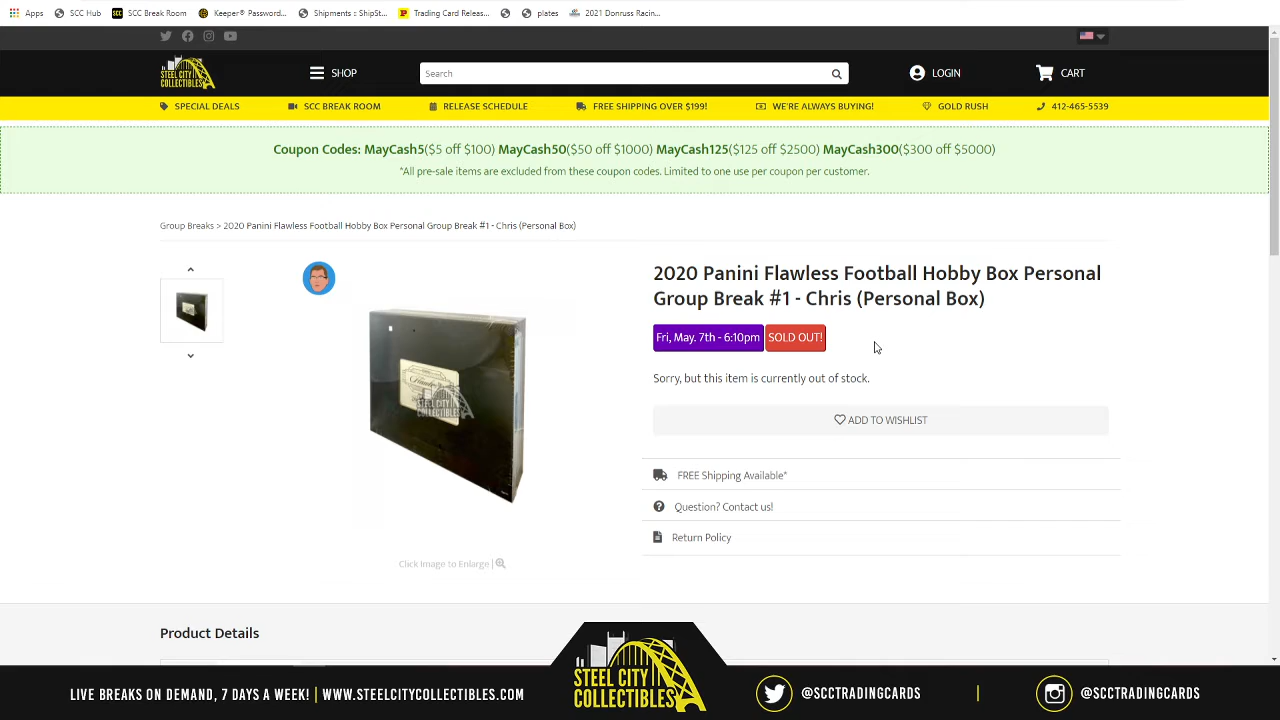 Apps SCC Hub SCC Break Room Keeper® Password... Shipments :: ShipSt... Trading Card Releas... plates 2021 Donruss Racin...
STEEL CITY
COLLECTIBLES
SHOP
Search
LOGIN
CART
SPECIAL DEALS
SCC BREAK ROOM
RELEASE SCHEDULE
FREE SHIPPING OVER $199!
WE'RE ALWAYS BUYING!
GOLD RUSH
412-465-5539
Coupon Codes: MayCash5($5 off $100) MayCash50($50 off $1000) MayCash125($125 off $2500) MayCash300($300 off $5000)
*All pre-sale items are excluded from these coupon codes. Limited to one use per coupon per customer.
Group Breaks > 2020 Panini Flawless Football Hobby Box Personal Group Break #1 - Chris (Personal Box)
2020 Panini Flawless Football Hobby Box Personal
Group Break #1 - Chris (Personal Box)
Fri, May. 7th - 6:10pm SOLD OUT!
Sorry, but this item is currently out of stock.
ADD TO WISHLIST
FREE Shipping Available*
Question? Contact us!
Return Policy
STEEL CITY
COLLECTIBLES
Click Image to Enlarge |
Product Details
LIVE BREAKS ON DEMAND, 7 DAYS A WEEK! | WWW.STEELCITYCOLLECTIBLES.COM
STEEL CITY
COLLECTIBLES
@SCCTRADINGCARDS |
@SCCTRADINGCARDS